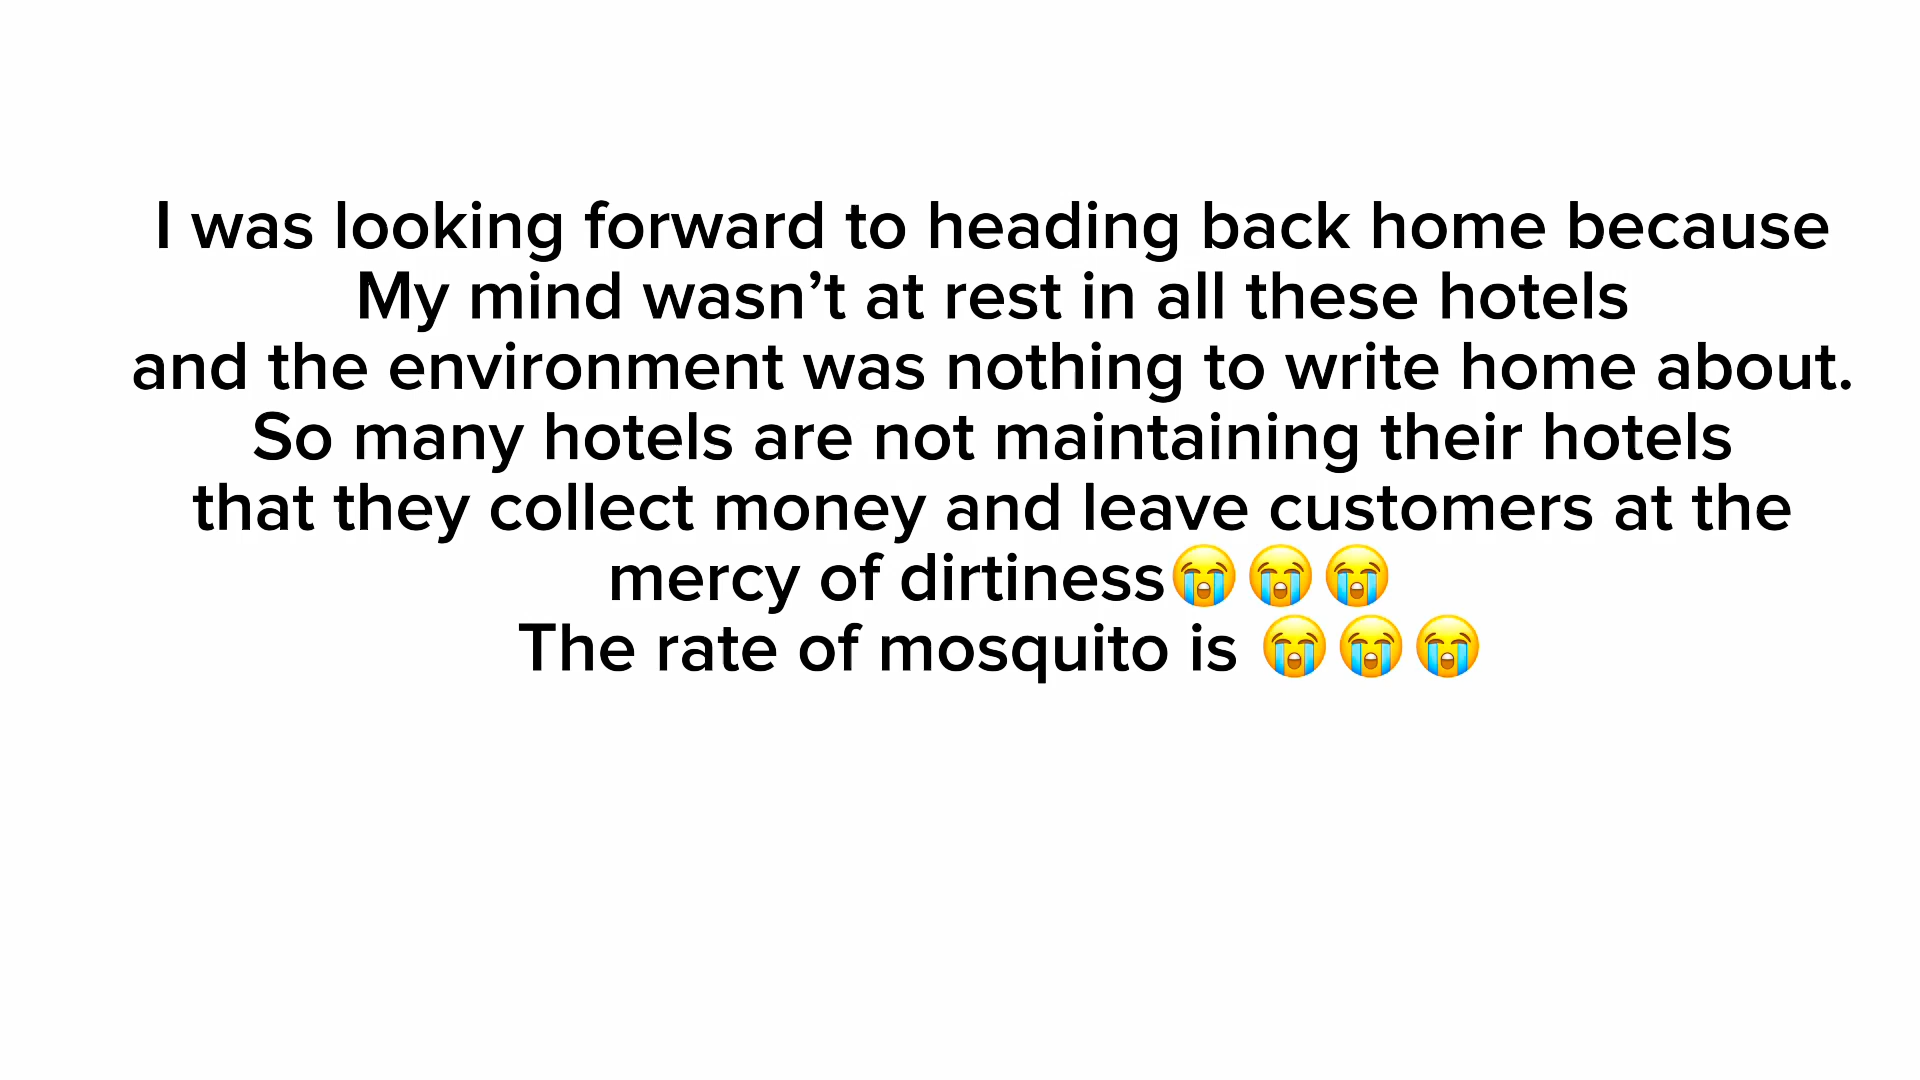 I was looking forward to heading back home because
My mind wasn’t at rest in all these hotels
and the environment was nothing to write home about.
So many hotels are not maintaining their hotels
that they collect money and leave customers at the
mercy of dirtiness😭😭😭
The rate of mosquito is 😭😭😭